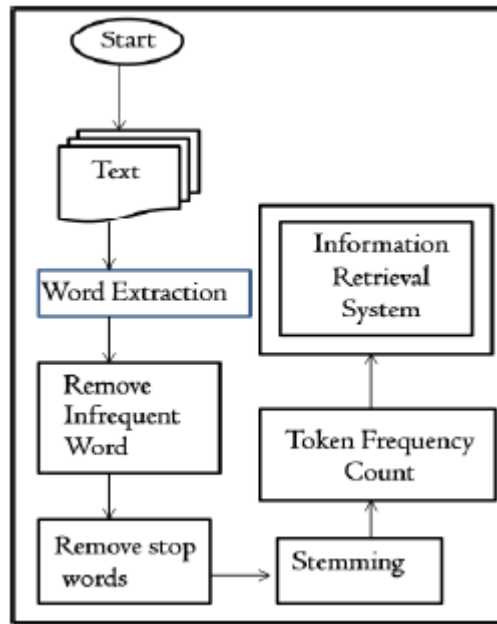 Start
Text
Word Extraction
Remove
Infrequent
Word
Remove stop
words
Stemming
Token Frequency
Count
Information
Retrieval
System